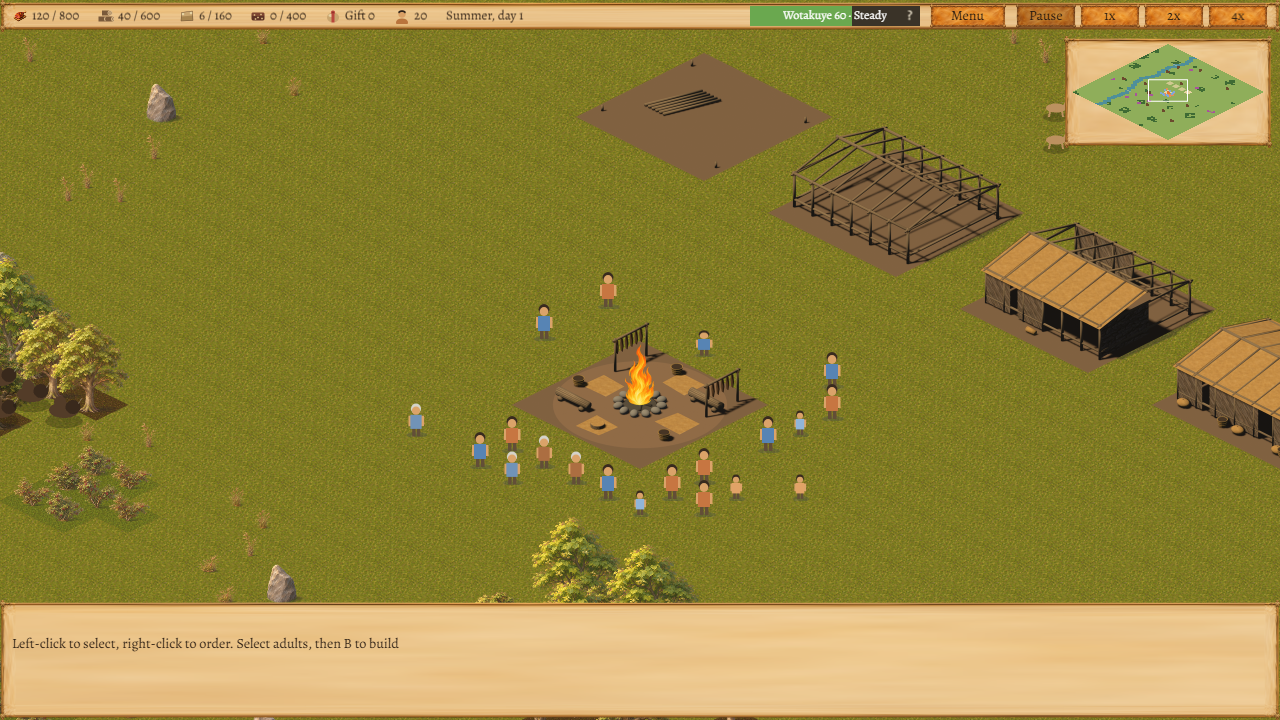 120 / 800 40 / 600 6 / 160 0 / 400 Gift 0 20 Summer, day 1 Wotakuye 60 - Steady ? Menu Pause 1x 2x 4x
Left-click to select, right-click to order. Select adults, then B to build